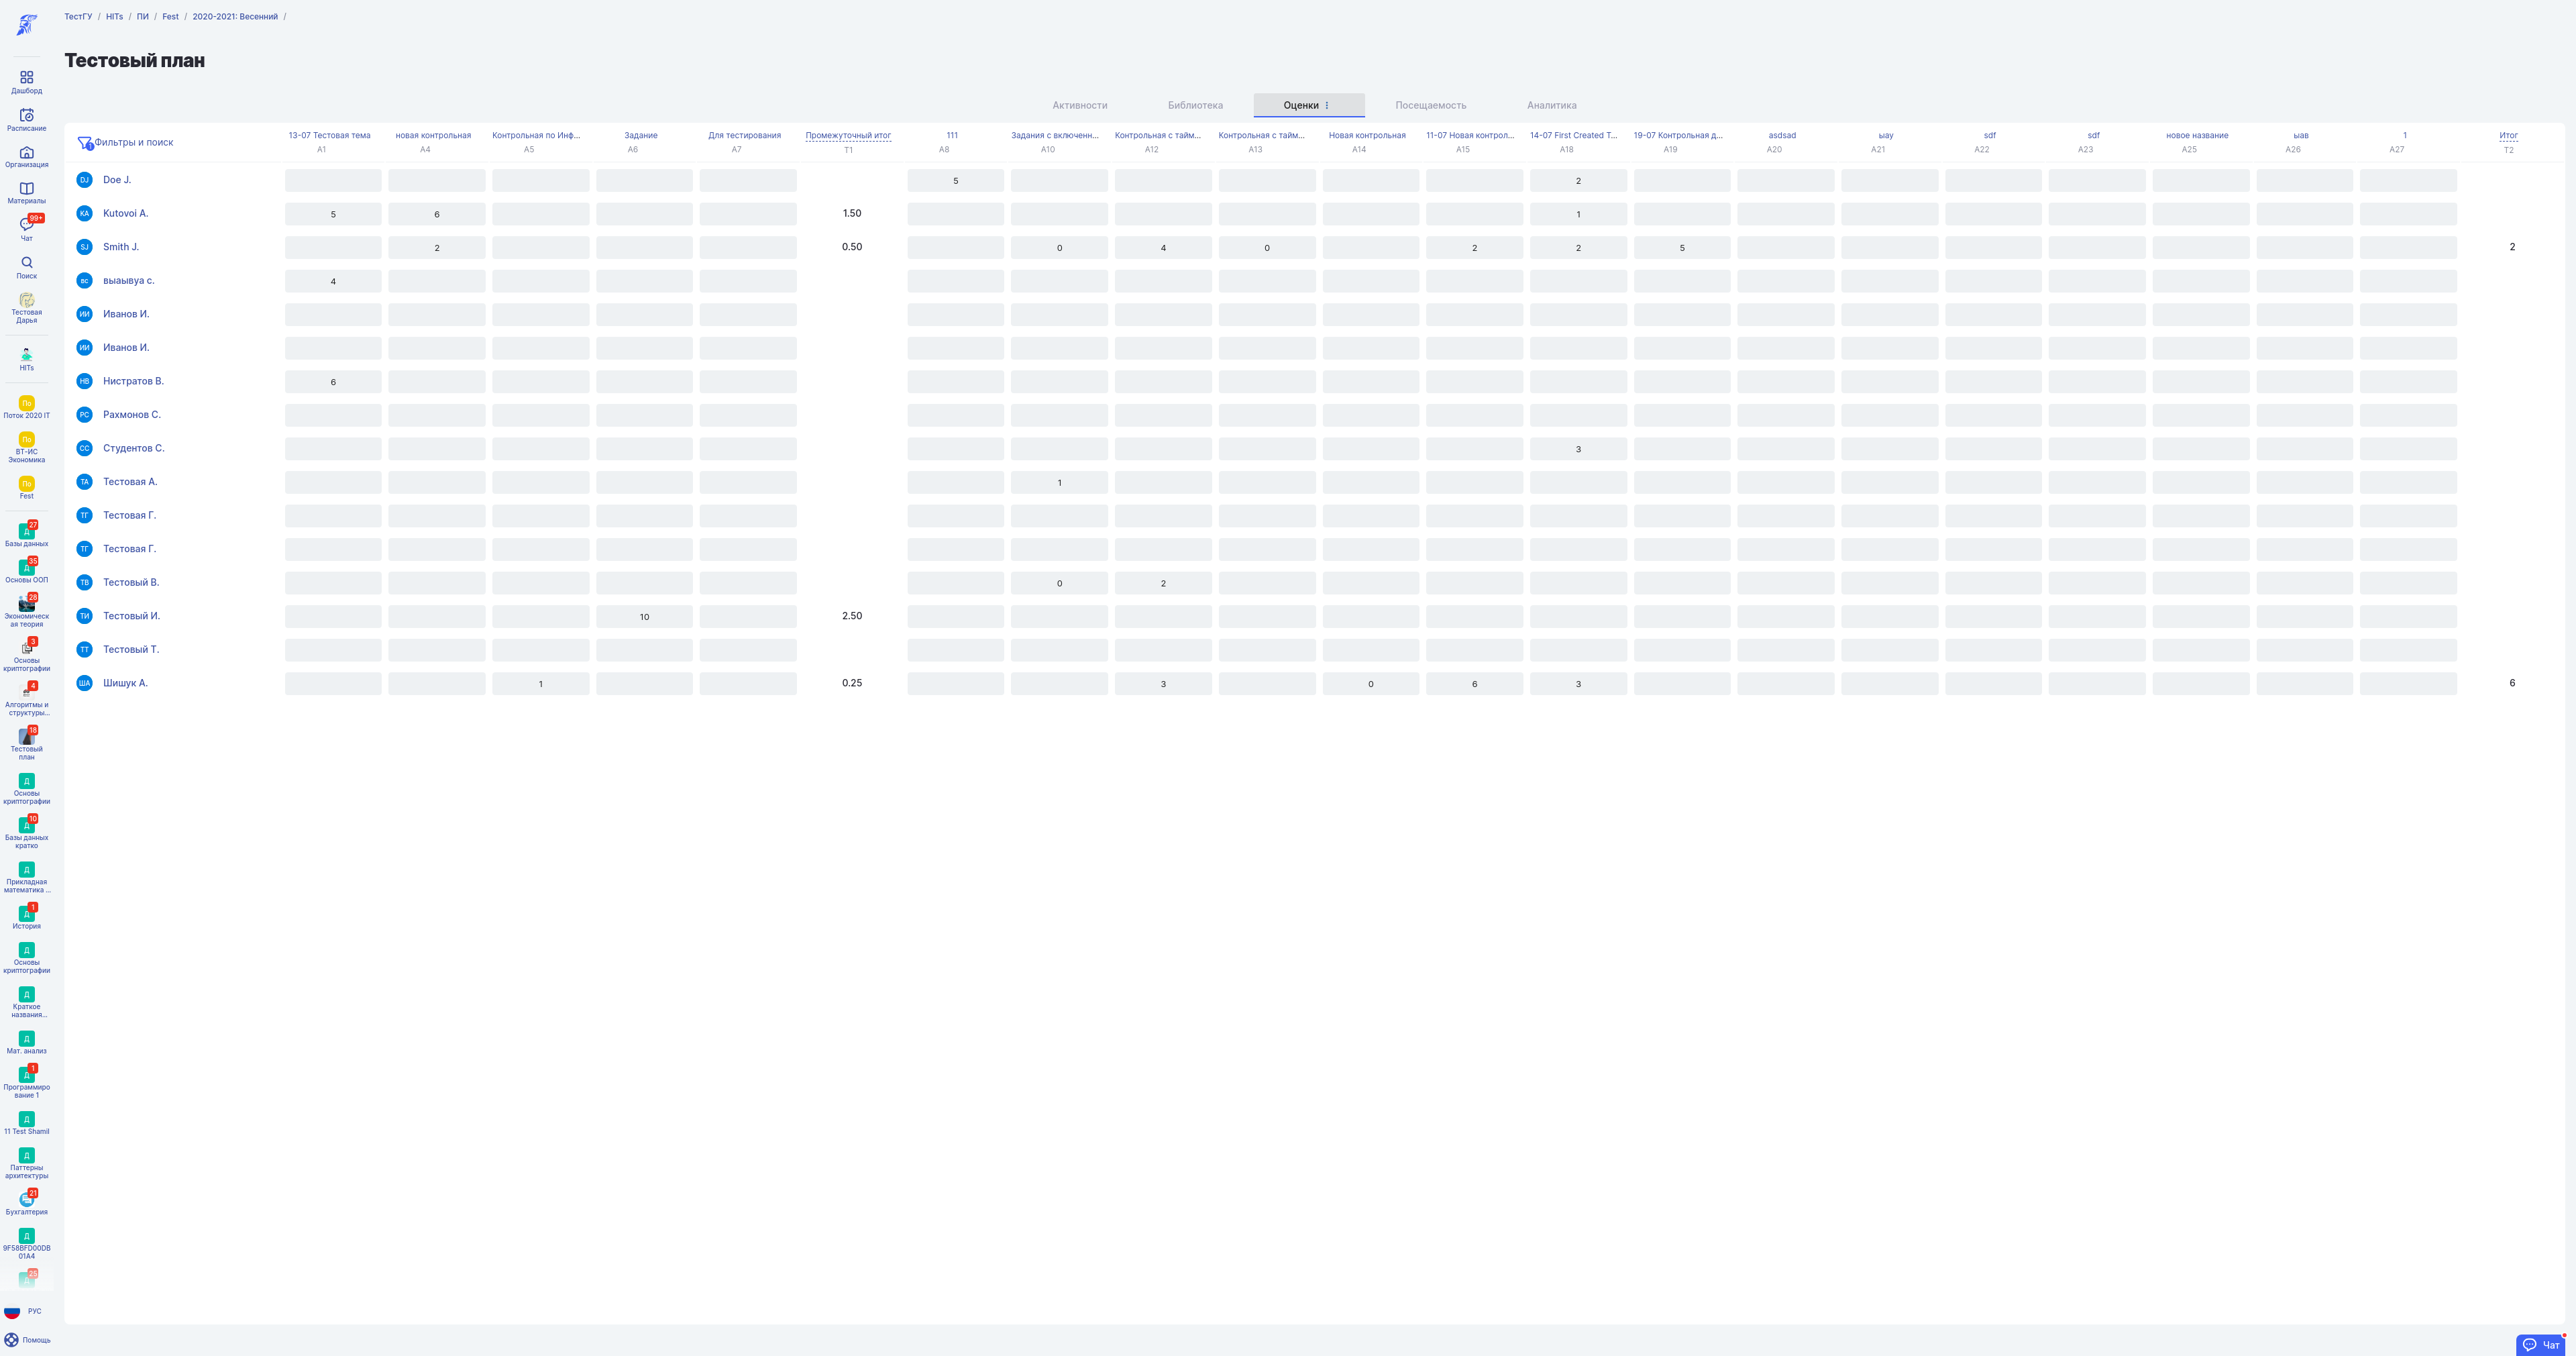 ТестГУ / HITs / ПИ / Fest / 2020-2021: Весенний /
Тестовый план
Активности Библиотека Оценки Посещаемость Аналитика
Фильтры и поиск
1
13-07 Тестовая тема новая контрольная Контрольная по Инф... Задание Для тестирования Промежуточный итог 111 Задания с включенн... Контрольная с тайм... Контрольная с тайм... Новая контрольная 11-07 Новая контрол... 14-07 First Created T... 19-07 Контрольная д... asdsad ыау sdf sdf новое название ыав 1 Итог
A1 A4 A5 A6 A7 T1 A8 A10 A12 A13 A14 A15 A18 A19 A20 A21 A22 A23 A25 A26 A27 T2
DJ Doe J. 5 2
KA Kutovoi A. 5 6 1.50 1
SJ Smith J. 2 0.50 0 4 0 2 2 5 2
вс выаывуа с. 4
ИИ Иванов И.
ИИ Иванов И.
НВ Нистратов В. 6
РС Рахмонов С.
СС Студентов С. 3
ТА Тестовая А. 1
ТГ Тестовая Г.
ТГ Тестовая Г.
ТВ Тестовый В. 0 2
ТИ Тестовый И. 10 2.50
ТТ Тестовый Т.
ША Шишук А. 1 0.25 3 0 6 3 6
Дашборд
Расписание
Организация
Материалы
99+
Чат
Поиск
Тестовая
Дарья
HITs
По
Поток 2020 IT
По
ВТ-ИС
Экономика
По
Fest
27
Д
Базы данных
35
Д
Основы ООП
28
Экономическ
ая теория
3
Основы
криптографии
4
Алгоритмы и
структуры...
18
Тестовый
план
Д
Основы
криптографии
10
Д
Базы данных
кратко
Д
Прикладная
математика ...
1
Д
История
Д
Основы
криптографии
Д
Краткое
названия...
Д
Мат. анализ
1
Д
Программиро
вание 1
Д
11 Test Shamil
Д
Паттерны
архитектуры
21
Бухгалтерия
Д
9F58BFD00DB
01A4
25
Д
РУС
Помощь
Чат